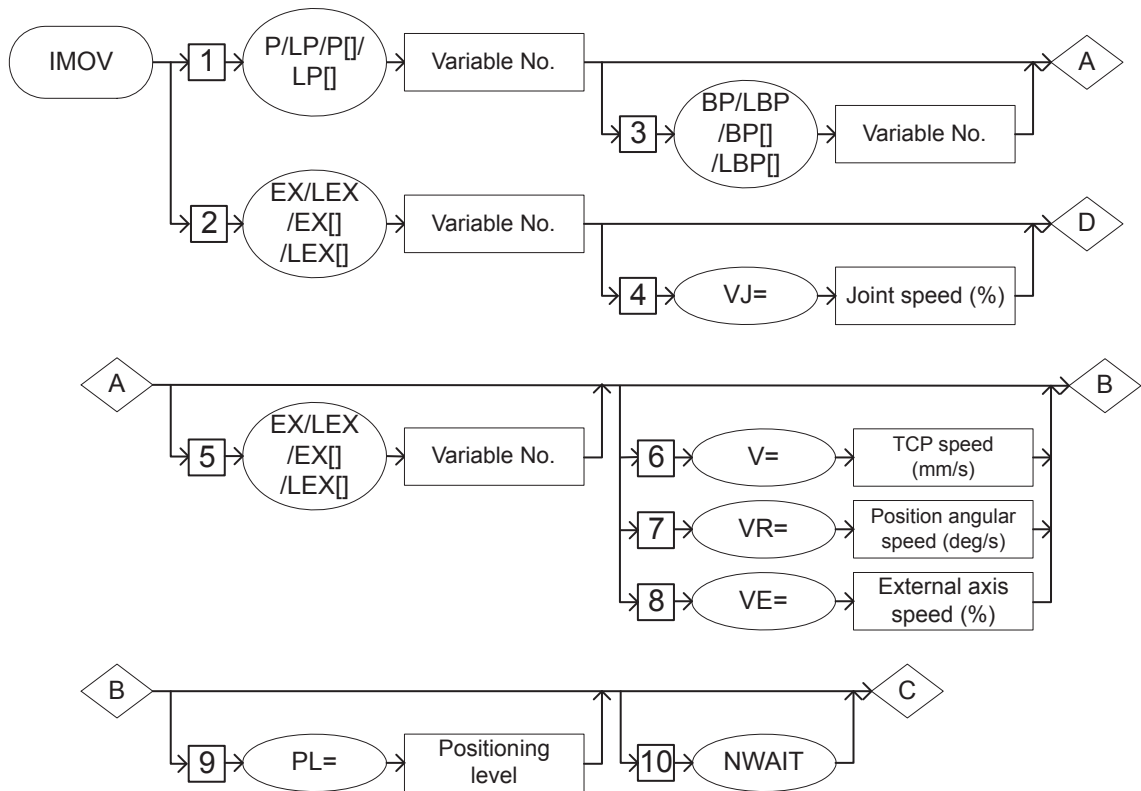 IMOV
1
P/LP/P[]/
LP[]
Variable No.
A
3
BP/LBP
/BP[]
/LBP[]
Variable No.
2
EX/LEX
/EX[]
/LEX[]
Variable No.
D
4
VJ=
Joint speed (%)
A
B
5
EX/LEX
/EX[]
/LEX[]
Variable No.
6
V=
TCP speed
(mm/s)
7
VR=
Position angular
speed (deg/s)
8
VE=
External axis
speed (%)
B
C
9
PL=
Positioning
level
10
NWAIT